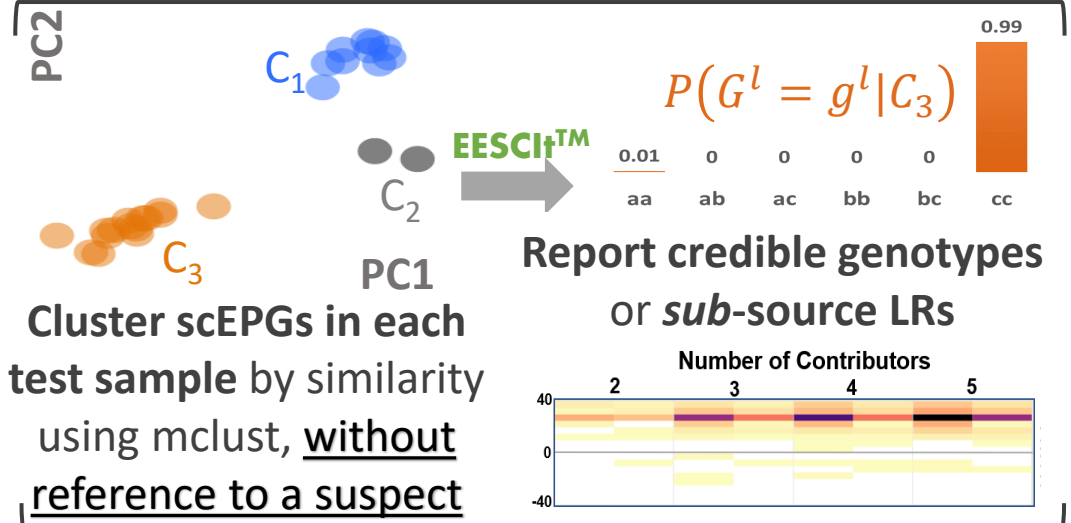 PC2
C₁
C₂
C₃
PC1
EESCIt™
P(Gˡ = gˡ|C₃)
0.99
0.01 0 0 0 0
aa ab ac bb bc cc
Cluster scEPGs in each
test sample by similarity
using mclust, without
reference to a suspect
Report credible genotypes
or sub-source LRs
Number of Contributors
2 3 4 5
40
0
-40